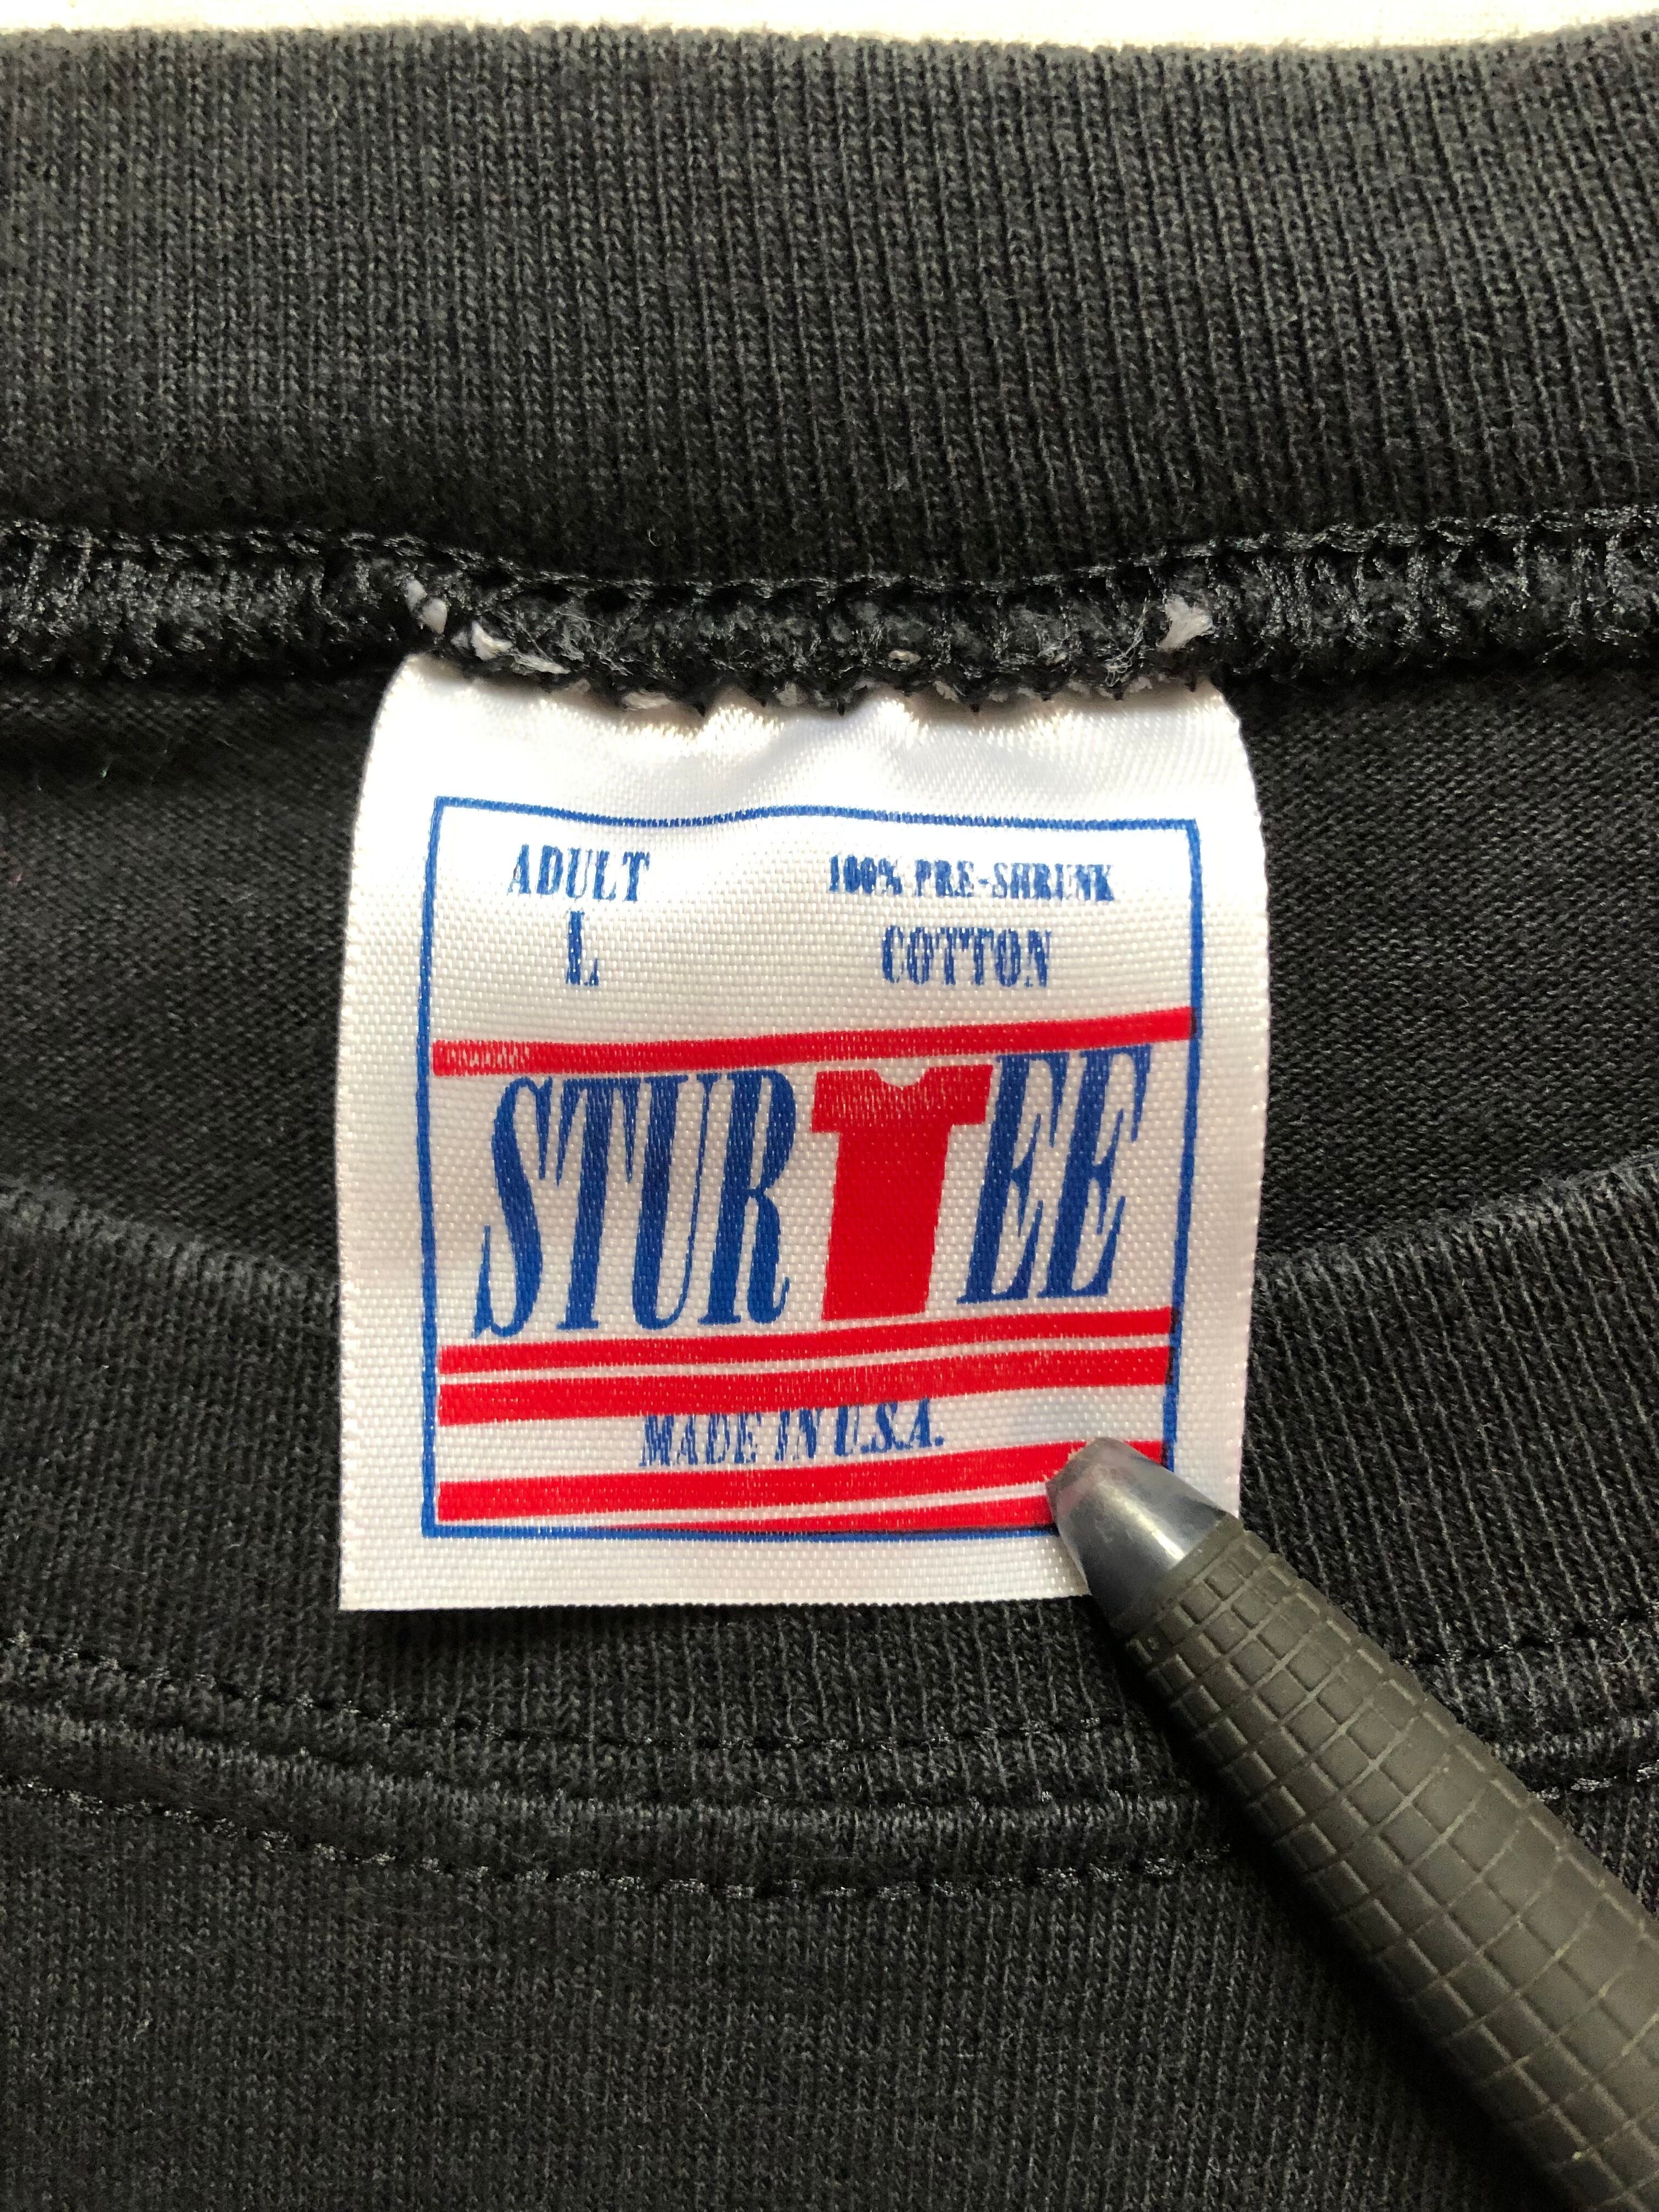 ADULT
L
100% PRE-SHRUNK
COTTON
STURTEE
MADE IN U.S.A.